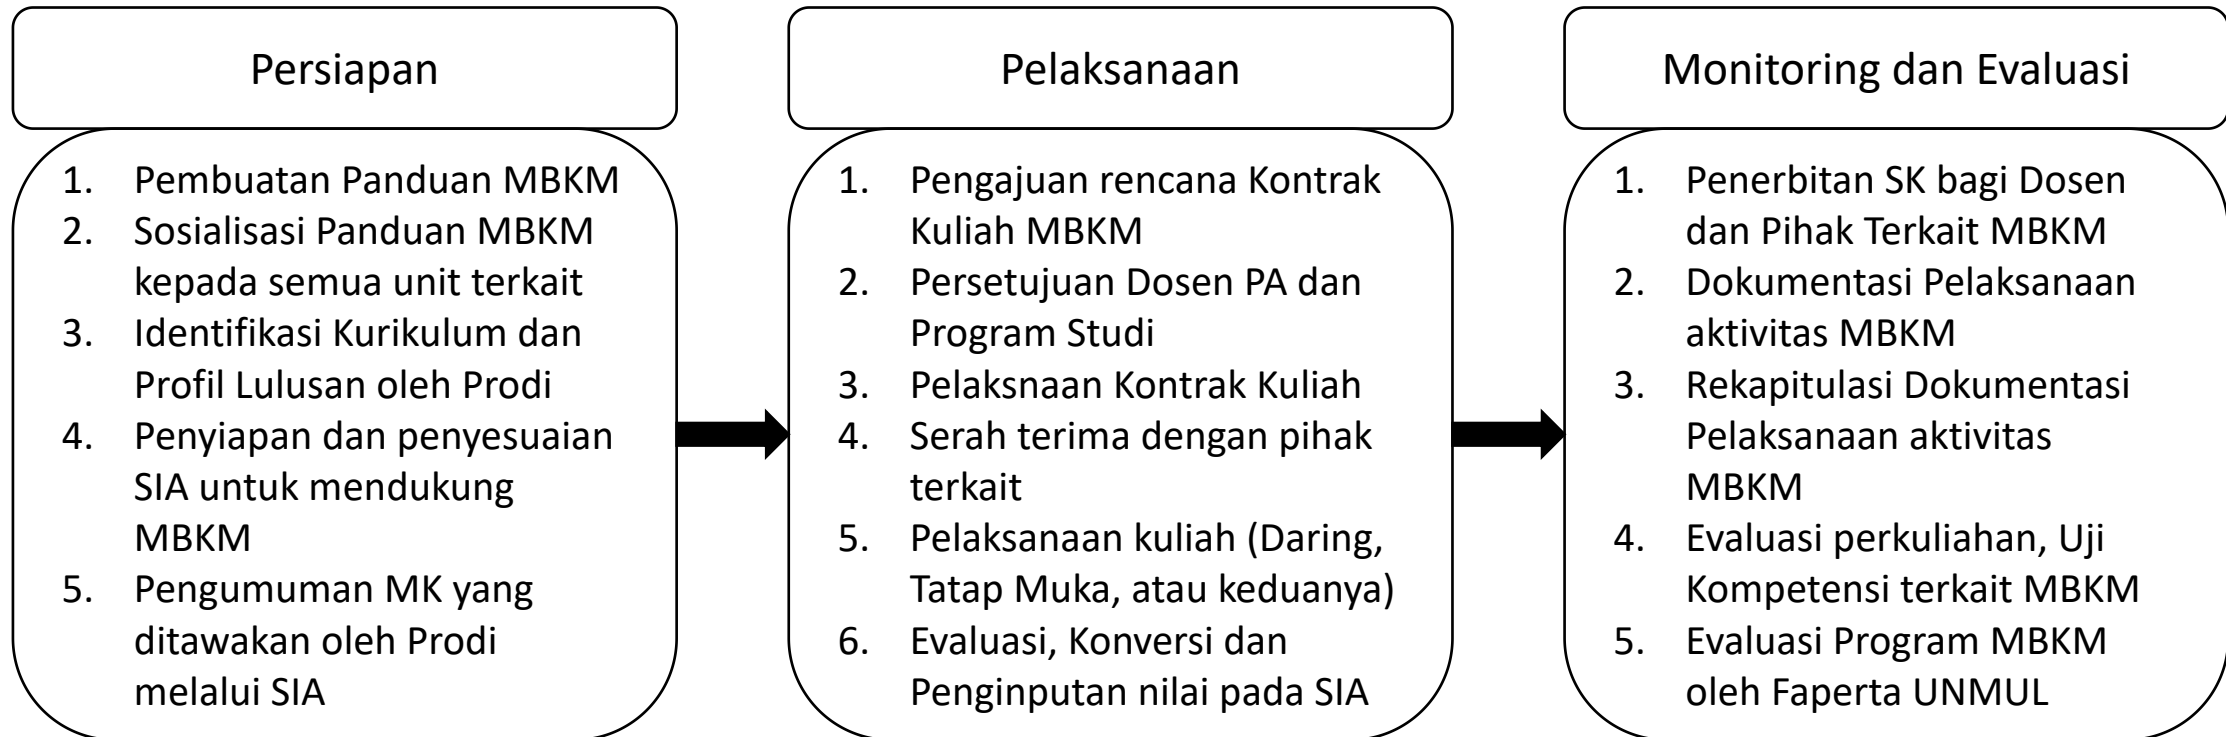 Persiapan
1. Pembuatan Panduan MBKM
2. Sosialisasi Panduan MBKM
kepada semua unit terkait
3. Identifikasi Kurikulum dan
Profil Lulusan oleh Prodi
4. Penyiapan dan penyesuaian
SIA untuk mendukung
MBKM
5. Pengumuman MK yang
ditawakan oleh Prodi
melalui SIA
Pelaksanaan
1. Pengajuan rencana Kontrak
Kuliah MBKM
2. Persetujuan Dosen PA dan
Program Studi
3. Pelaksnaan Kontrak Kuliah
4. Serah terima dengan pihak
terkait
5. Pelaksanaan kuliah (Daring,
Tatap Muka, atau keduanya)
6. Evaluasi, Konversi dan
Penginputan nilai pada SIA
Monitoring dan Evaluasi
1. Penerbitan SK bagi Dosen
dan Pihak Terkait MBKM
2. Dokumentasi Pelaksanaan
aktivitas MBKM
3. Rekapitulasi Dokumentasi
Pelaksanaan aktivitas
MBKM
4. Evaluasi perkuliahan, Uji
Kompetensi terkait MBKM
5. Evaluasi Program MBKM
oleh Faperta UNMUL